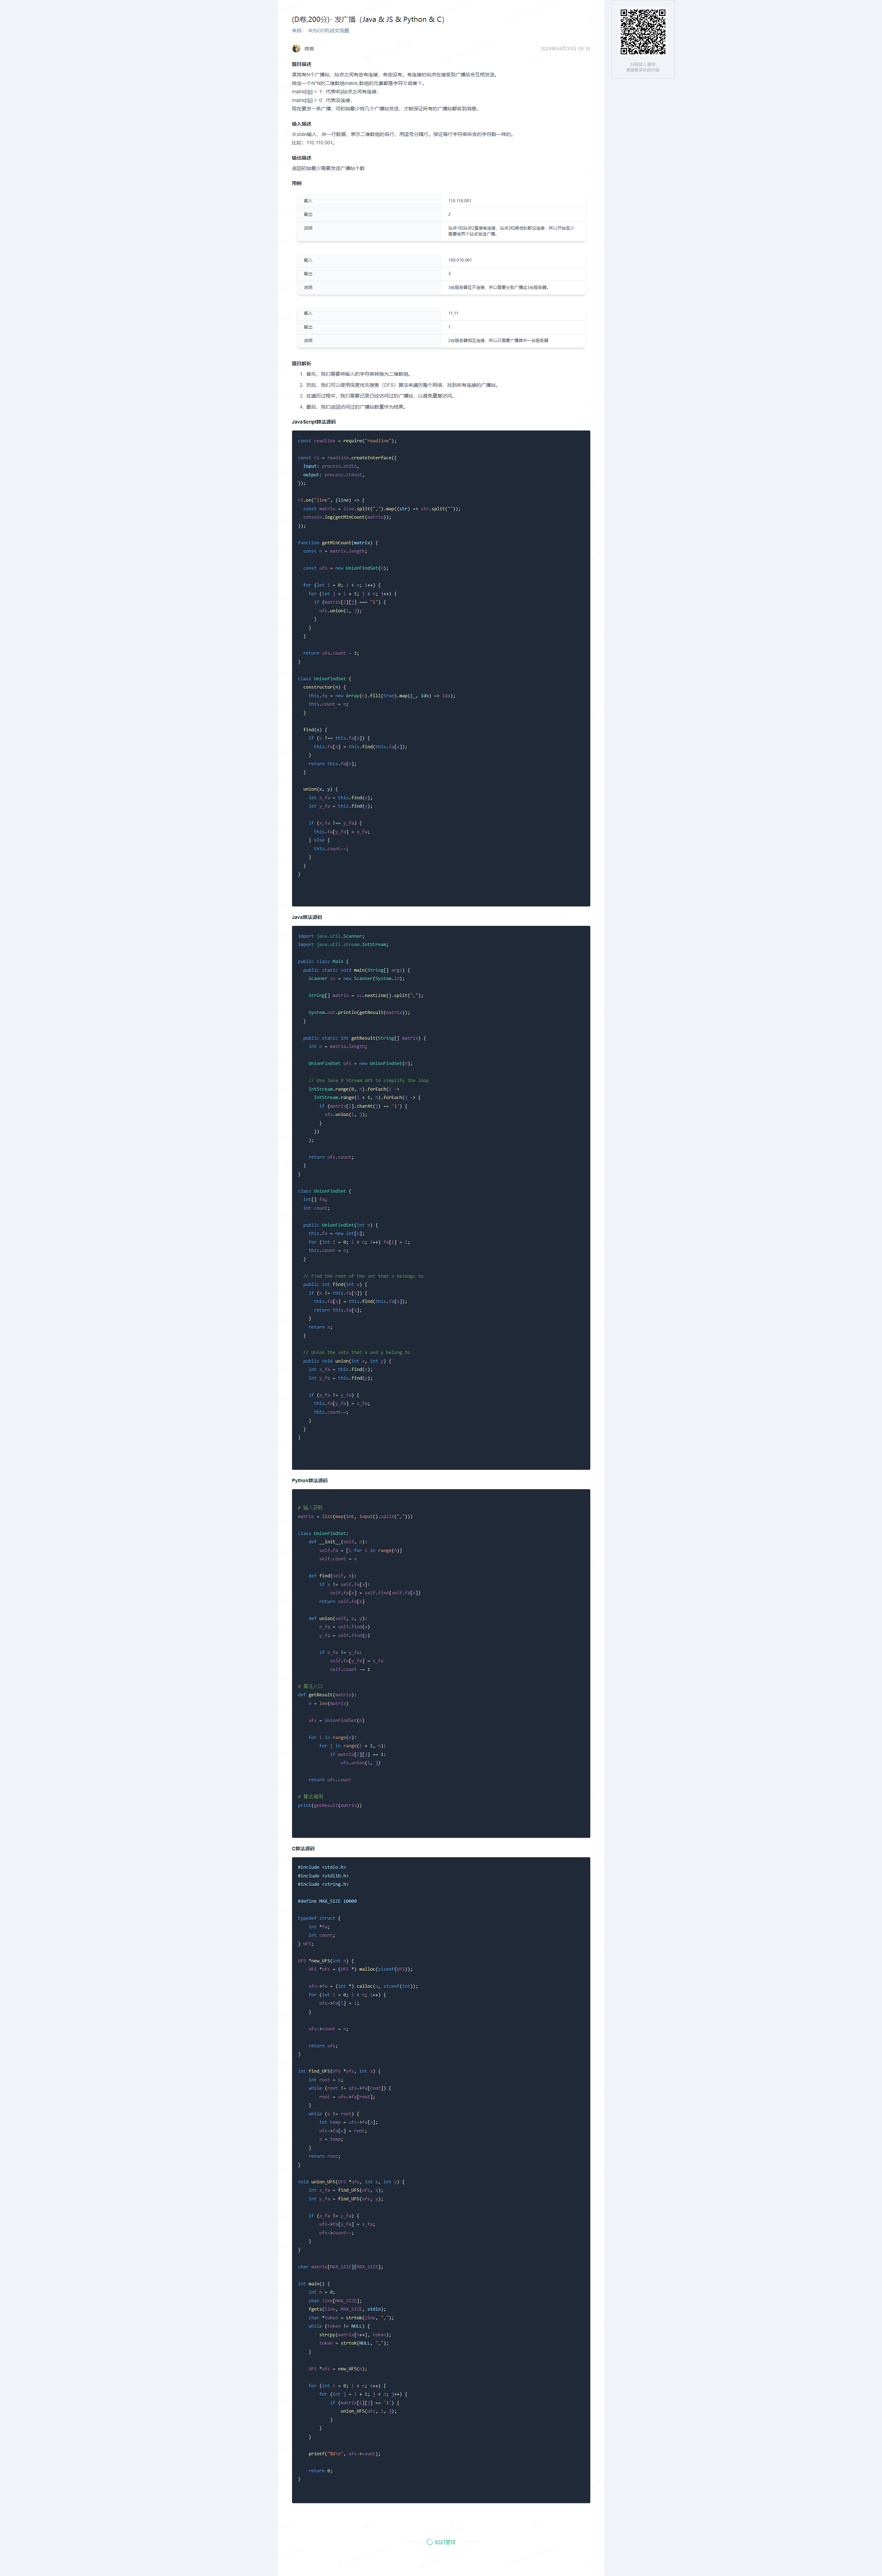 (D卷,200分)- 发广播（Java & JS & Python & C）
来自： 华为OD机试交流圈
2024年04月30日 09:16
扫码加入星球
查看更多优质内容
题目描述
某地有N个广播站，站点之间有些有连接，有些没有。有连接的站点在接受到广播后会互相发送。
给定一个N*N的二维数组matrix,数组的元素都是字符'0'或者'1'。
matrix[i][j] = '1', 代表i和j站点之间有连接,
matrix[i][j] = '0', 代表没连接,
现在要发一条广播，问初始最少给几个广播站发送，才能保证所有的广播站都收到消息。
输入描述
从stdin输入，共一行数据，表示二维数组的各行，用逗号分隔行。保证每行字符串所含的字符数一样的。
比如：110,110,001。
输出描述
返回初始最少需要发送广播站个数
用例
输入 110,110,001
输出 2
说明 站点1和站点2直接有连接，站点3和其他的都没连接，所以开始至少
需要给两个站点发送广播。
输入 100,010,001
输出 3
说明 3台服务器互不连接，所以需要分别广播这3台服务器。
输入 11,11
输出 1
说明 2台服务器相互连接，所以只需要广播其中一台服务器
题目解析
1. 首先，我们需要将输入的字符串转换为二维数组。
2. 然后，我们可以使用深度优先搜索（DFS）算法来遍历整个网络，找到所有连接的广播站。
3. 在遍历过程中，我们需要记录已经访问过的广播站，以避免重复访问。
4. 最后，我们返回访问过的广播站数量作为结果。
JavaScript算法源码
const readline = require("readline");
const rl = readline.createInterface({
input: process.stdin,
output: process.stdout,
});
rl.on("line", (line) => {
const matrix = line.split(",").map((str) => str.split(""));
console.log(getMinCount(matrix));
});
function getMinCount(matrix) {
const n = matrix.length;
const ufs = new UnionFindSet(n);
for (let i = 0; i < n; i++) {
for (let j = i + 1; j < n; j++) {
if (matrix[i][j] === "1") {
ufs.union(i, j);
}
}
}
return ufs.count - 1;
}
class UnionFindSet {
constructor(n) {
this.fa = new Array(n).fill(true).map((_, idx) => idx);
this.count = n;
}
find(x) {
if (x !== this.fa[x]) {
this.fa[x] = this.find(this.fa[x]);
}
return this.fa[x];
}
union(x, y) {
let x_fa = this.find(x);
let y_fa = this.find(y);
if (x_fa !== y_fa) {
this.fa[y_fa] = x_fa;
} else {
this.count--;
}
}
}
Java算法源码
import java.util.Scanner;
import java.util.stream.IntStream;
public class Main {
public static void main(String[] args) {
Scanner sc = new Scanner(System.in);
String[] matrix = sc.nextLine().split(",");
System.out.println(getResult(matrix));
}
public static int getResult(String[] matrix) {
int n = matrix.length;
UnionFindSet ufs = new UnionFindSet(n);
// Use Java 8 Stream API to simplify the loop
IntStream.range(0, n).forEach(i ->
IntStream.range(i + 1, n).forEach(j -> {
if (matrix[i].charAt(j) == '1') {
ufs.union(i, j);
}
})
);
return ufs.count;
}
}
class UnionFindSet {
int[] fa;
int count;
public UnionFindSet(int n) {
this.fa = new int[n];
for (int i = 0; i < n; i++) fa[i] = i;
this.count = n;
}
// Find the root of the set that x belongs to
public int find(int x) {
if (x != this.fa[x]) {
this.fa[x] = this.find(this.fa[x]);
return this.fa[x];
}
return x;
}
// Union the sets that x and y belong to
public void union(int x, int y) {
int x_fa = this.find(x);
int y_fa = this.find(y);
if (x_fa != y_fa) {
this.fa[y_fa] = x_fa;
this.count--;
}
}
}
Python算法源码
# 输入获取
matrix = list(map(int, input().split(",")))
class UnionFindSet:
def __init__(self, n):
self.fa = [i for i in range(n)]
self.count = n
def find(self, x):
if x != self.fa[x]:
self.fa[x] = self.find(self.fa[x])
return self.fa[x]
def union(self, x, y):
x_fa = self.find(x)
y_fa = self.find(y)
if x_fa != y_fa:
self.fa[y_fa] = x_fa
self.count -= 1
# 算法入口
def getResult(matrix):
n = len(matrix)
ufs = UnionFindSet(n)
for i in range(n):
for j in range(i + 1, n):
if matrix[i][j] == 1:
ufs.union(i, j)
return ufs.count
# 算法调用
print(getResult(matrix))
C算法源码
#include <stdio.h>
#include <stdlib.h>
#include <string.h>
#define MAX_SIZE 10000
typedef struct {
int *fa;
int count;
} UFS;
UFS *new_UFS(int n) {
UFS *ufs = (UFS *) malloc(sizeof(UFS));
ufs->fa = (int *) calloc(n, sizeof(int));
for (int i = 0; i < n; i++) {
ufs->fa[i] = i;
}
ufs->count = n;
return ufs;
}
int find_UFS(UFS *ufs, int x) {
int root = x;
while (root != ufs->fa[root]) {
root = ufs->fa[root];
}
while (x != root) {
int temp = ufs->fa[x];
ufs->fa[x] = root;
x = temp;
}
return root;
}
void union_UFS(UFS *ufs, int x, int y) {
int x_fa = find_UFS(ufs, x);
int y_fa = find_UFS(ufs, y);
if (x_fa != y_fa) {
ufs->fa[y_fa] = x_fa;
ufs->count--;
}
}
char matrix[MAX_SIZE][MAX_SIZE];
int main() {
int n = 0;
char line[MAX_SIZE];
fgets(line, MAX_SIZE, stdin);
char *token = strtok(line, ",");
while (token != NULL) {
strcpy(matrix[n++], token);
token = strtok(NULL, ",");
}
UFS *ufs = new_UFS(n);
for (int i = 0; i < n; i++) {
for (int j = i + 1; j < n; j++) {
if (matrix[i][j] == '1') {
union_UFS(ufs, i, j);
}
}
}
printf("%d\n", ufs->count);
return 0;
}
知识星球